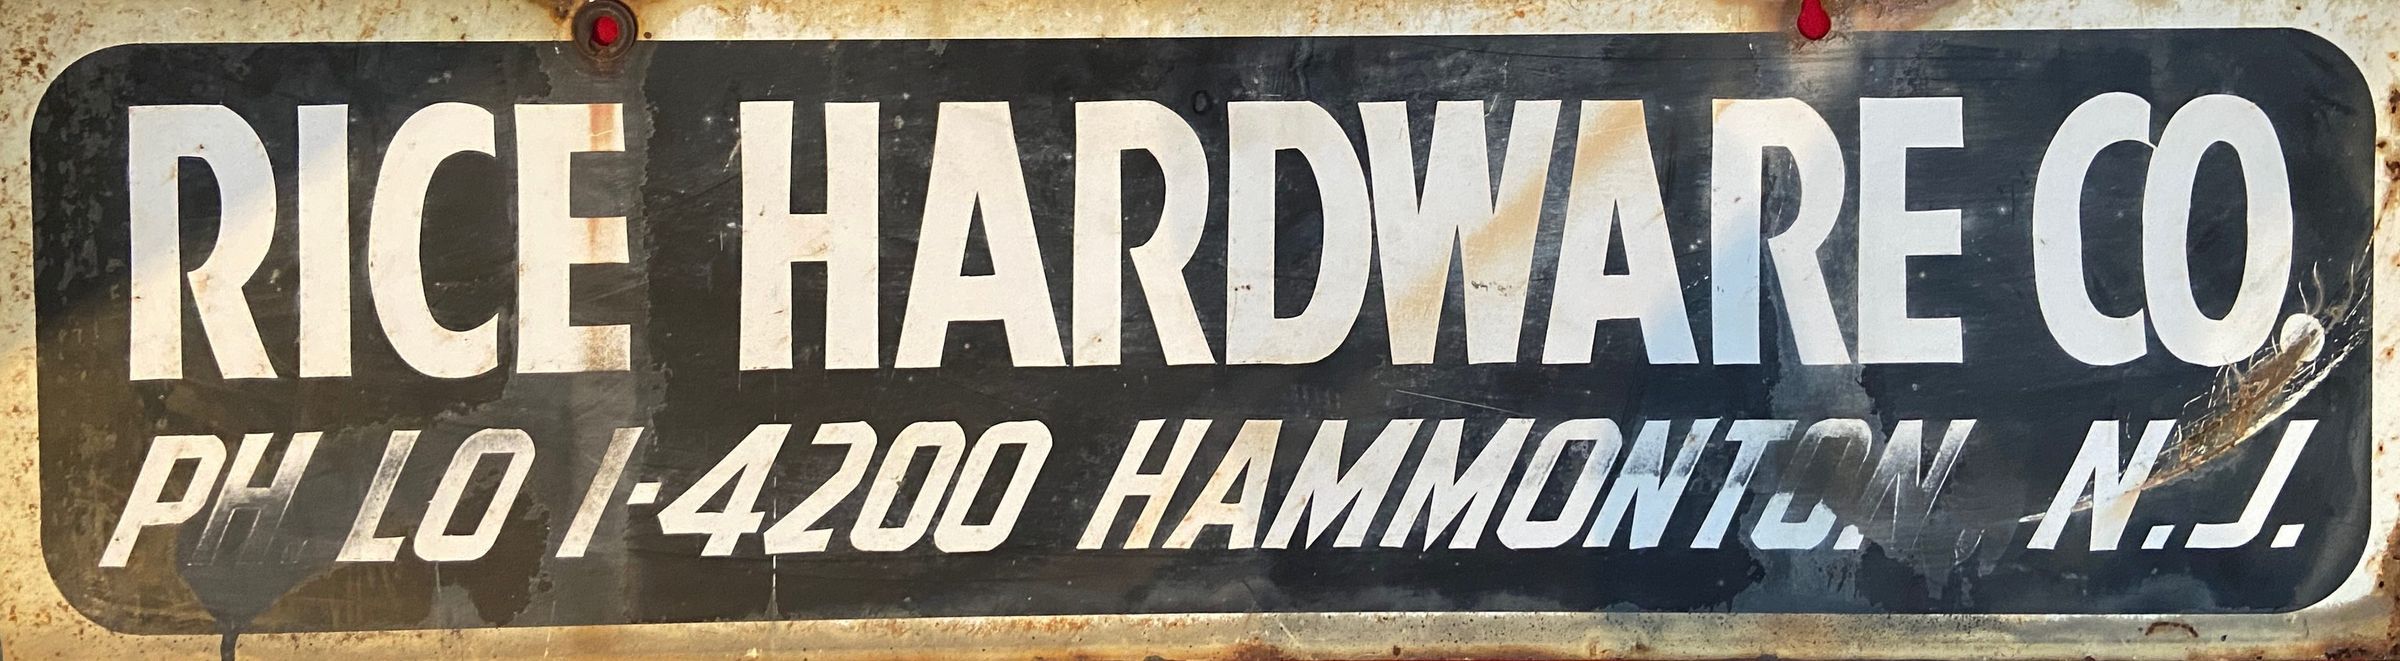 RICE HARDWARE CO.
PH LO 1-4200 HAMMONTON N.J.